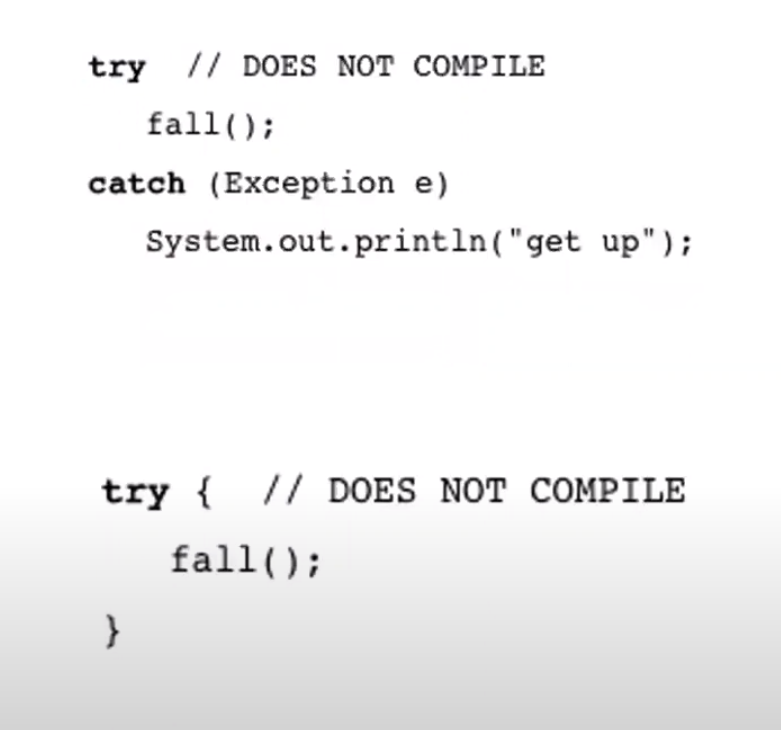 try  // DOES NOT COMPILE
   fall();
catch (Exception e)
   System.out.println("get up");
try {  // DOES NOT COMPILE
   fall();
}